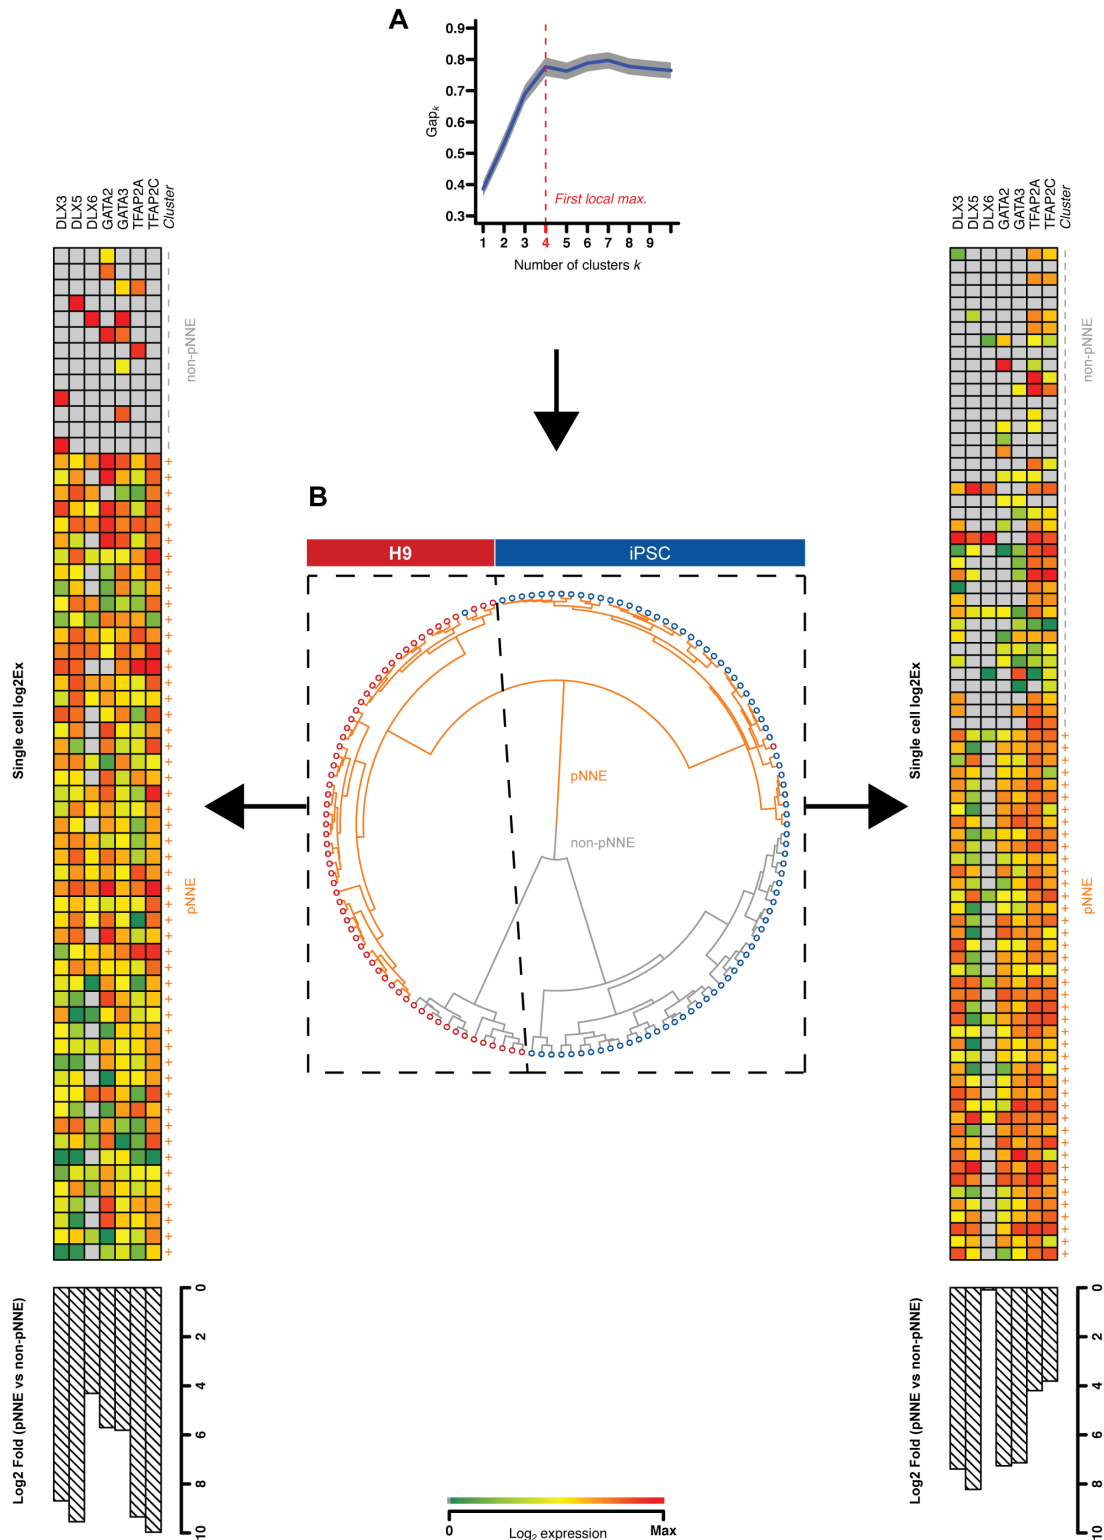 A
0.9
0.8
0.7
0.6
0.5
0.4
0.3
Gapk
First local max.
1 2 3 4 5 6 7 8 9
Number of clusters k
DLX3
DLX5
DLX6
GATA2
GATA3
TFAP2A
TFAP2C
Cluster
non-pNNE
pNNE
Single cell log2Ex
Log2 Fold (pNNE vs non-pNNE)
0
2
4
6
8
10
B
H9
iPSC
pNNE
non-pNNE
DLX3
DLX5
DLX6
GATA2
GATA3
TFAP2A
TFAP2C
Cluster
non-pNNE
pNNE
Single cell log2Ex
Log2 Fold (pNNE vs non-pNNE)
0
2
4
6
8
10
0 Max
Log2 expression